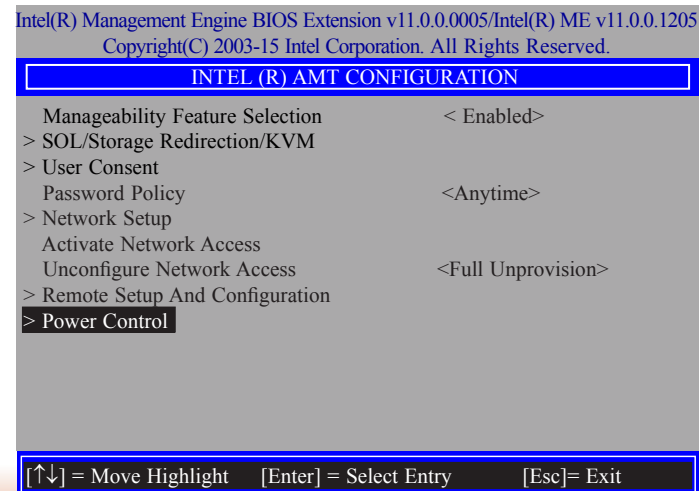 Intel(R) Management Engine BIOS Extension v11.0.0.0005/Intel(R) ME v11.0.0.1205
Copyright(C) 2003-15 Intel Corporation. All Rights Reserved.
INTEL (R) AMT CONFIGURATION
Manageability Feature Selection < Enabled>
> SOL/Storage Redirection/KVM
> User Consent
Password Policy <Anytime>
> Network Setup
Activate Network Access
Unconfigure Network Access <Full Unprovision>
> Remote Setup And Configuration
> Power Control
[↑↓] = Move Highlight [Enter] = Select Entry [Esc]= Exit